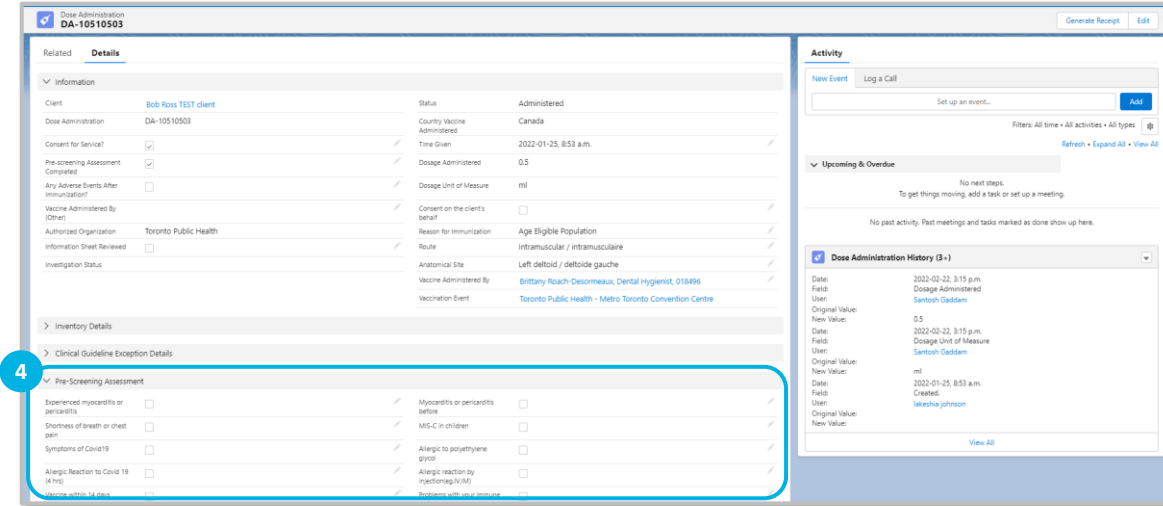 Dose Administration
DA-10510503
Generate Receipt
Edit
Related
Details
Information
Client
Bob Ross TEST client
Status
Administered
Dose Administration
DA-10510503
Country Vaccine
Administered
Canada
Consent for Service?
Time Given
2022-01-25, 8:53 a.m.
Pre-screening Assessment
Completed
Dosage Administered
0.5
Any Adverse Events After
Immunization?
Dosage Unit of Measure
ml
Vaccine Administered By
(Other)
Consent on the client's
behalf
Authorized Organization
Toronto Public Health
Reason for Immunization
Age Eligible Population
Information Sheet Reviewed
Route
Intramuscular / intramusculaire
Investigation Status
Anatomical Site
Left deltoid / deltoïde gauche
Vaccine Administered By
Brittany Roach-Desormeaux, Dental Hygienist, 018496
Vaccination Event
Toronto Public Health - Metro Toronto Convention Centre
Inventory Details
Clinical Guideline Exception Details
4
Pre-Screening Assessment
Experienced myocarditis or
pericarditis
Myocarditis or pericarditis
before
Shortness of breath or chest
pain
MIS-C in children
Symptoms of Covid19
Allergic to polyethylene
glycol
Allergic Reaction to Covid 19
(4 hrs)
Allergic reaction by
injection(eg.IV,IM)
Vaccine within 14 days
Problems with your immune
Activity
New Event
Log a Call
Set up an event...
Add
Filters: All time • All activities • All types
Refresh • Expand All • View All
Upcoming & Overdue
No next steps.
To get things moving, add a task or set up a meeting.
No past activity. Past meetings and tasks marked as done show up here.
Dose Administration History (3+)
Date:
2022-02-22, 3:15 p.m.
Field:
Dosage Administered
User:
Santosh Gaddam
Original Value:
New Value:
0.5
Date:
2022-02-22, 3:15 p.m.
Field:
Dosage Unit of Measure
User:
Santosh Gaddam
Original Value:
New Value:
ml
Date:
2022-01-25, 8:53 a.m.
Field:
Created.
User:
lakeshia johnson
Original Value:
New Value:
View All